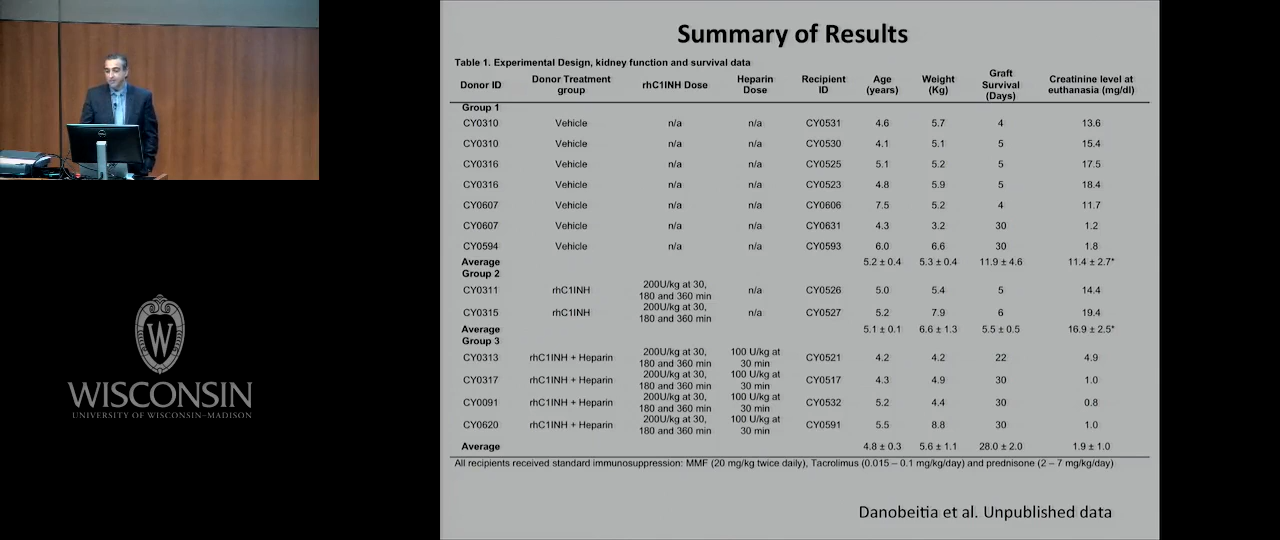 Summary of Results
Table 1. Experimental Design, kidney function and survival data
Donor ID Donor Treatment group rhC1INH Dose Heparin Dose Recipient ID Age (years) Weight (Kg) Graft Survival (Days) Creatinine level at euthanasia (mg/dl)
Group 1
CY0310 Vehicle n/a n/a CY0531 4.6 5.7 4 13.6
CY0310 Vehicle n/a n/a CY0530 4.1 5.1 5 15.4
CY0316 Vehicle n/a n/a CY0525 5.1 5.2 5 17.5
CY0316 Vehicle n/a n/a CY0523 4.8 5.9 5 18.4
CY0607 Vehicle n/a n/a CY0606 7.5 5.2 4 11.7
CY0607 Vehicle n/a n/a CY0631 4.3 3.2 30 1.2
CY0594 Vehicle n/a n/a CY0593 6.0 6.6 30 1.8
Average 5.2 ± 0.4 5.3 ± 0.4 11.9 ± 4.6 11.4 ± 2.7*
Group 2
CY0311 rhC1INH 200U/kg at 30, 180 and 360 min n/a CY0526 5.0 5.4 5 14.4
CY0315 rhC1INH 200U/kg at 30, 180 and 360 min n/a CY0527 5.2 7.9 6 19.4
Average 5.1 ± 0.1 6.6 ± 1.3 5.5 ± 0.5 16.9 ± 2.5*
Group 3
CY0313 rhC1INH + Heparin 200U/kg at 30, 180 and 360 min 100 U/kg at 30 min CY0521 4.2 4.2 22 4.9
CY0317 rhC1INH + Heparin 200U/kg at 30, 180 and 360 min 100 U/kg at 30 min CY0517 4.3 4.9 30 1.0
CY0091 rhC1INH + Heparin 200U/kg at 30, 180 and 360 min 100 U/kg at 30 min CY0532 5.2 4.4 30 0.8
CY0620 rhC1INH + Heparin 200U/kg at 30, 180 and 360 min 100 U/kg at 30 min CY0591 5.5 8.8 30 1.0
Average 4.8 ± 0.3 5.6 ± 1.1 28.0 ± 2.0 1.9 ± 1.0
All recipients received standard immunosuppression: MMF (20 mg/kg twice daily), Tacrolimus (0.015 – 0.1 mg/kg/day) and prednisone (2 – 7 mg/kg/day)
Danobeitia et al. Unpublished data
W
WISCONSIN
UNIVERSITY OF WISCONSIN–MADISON